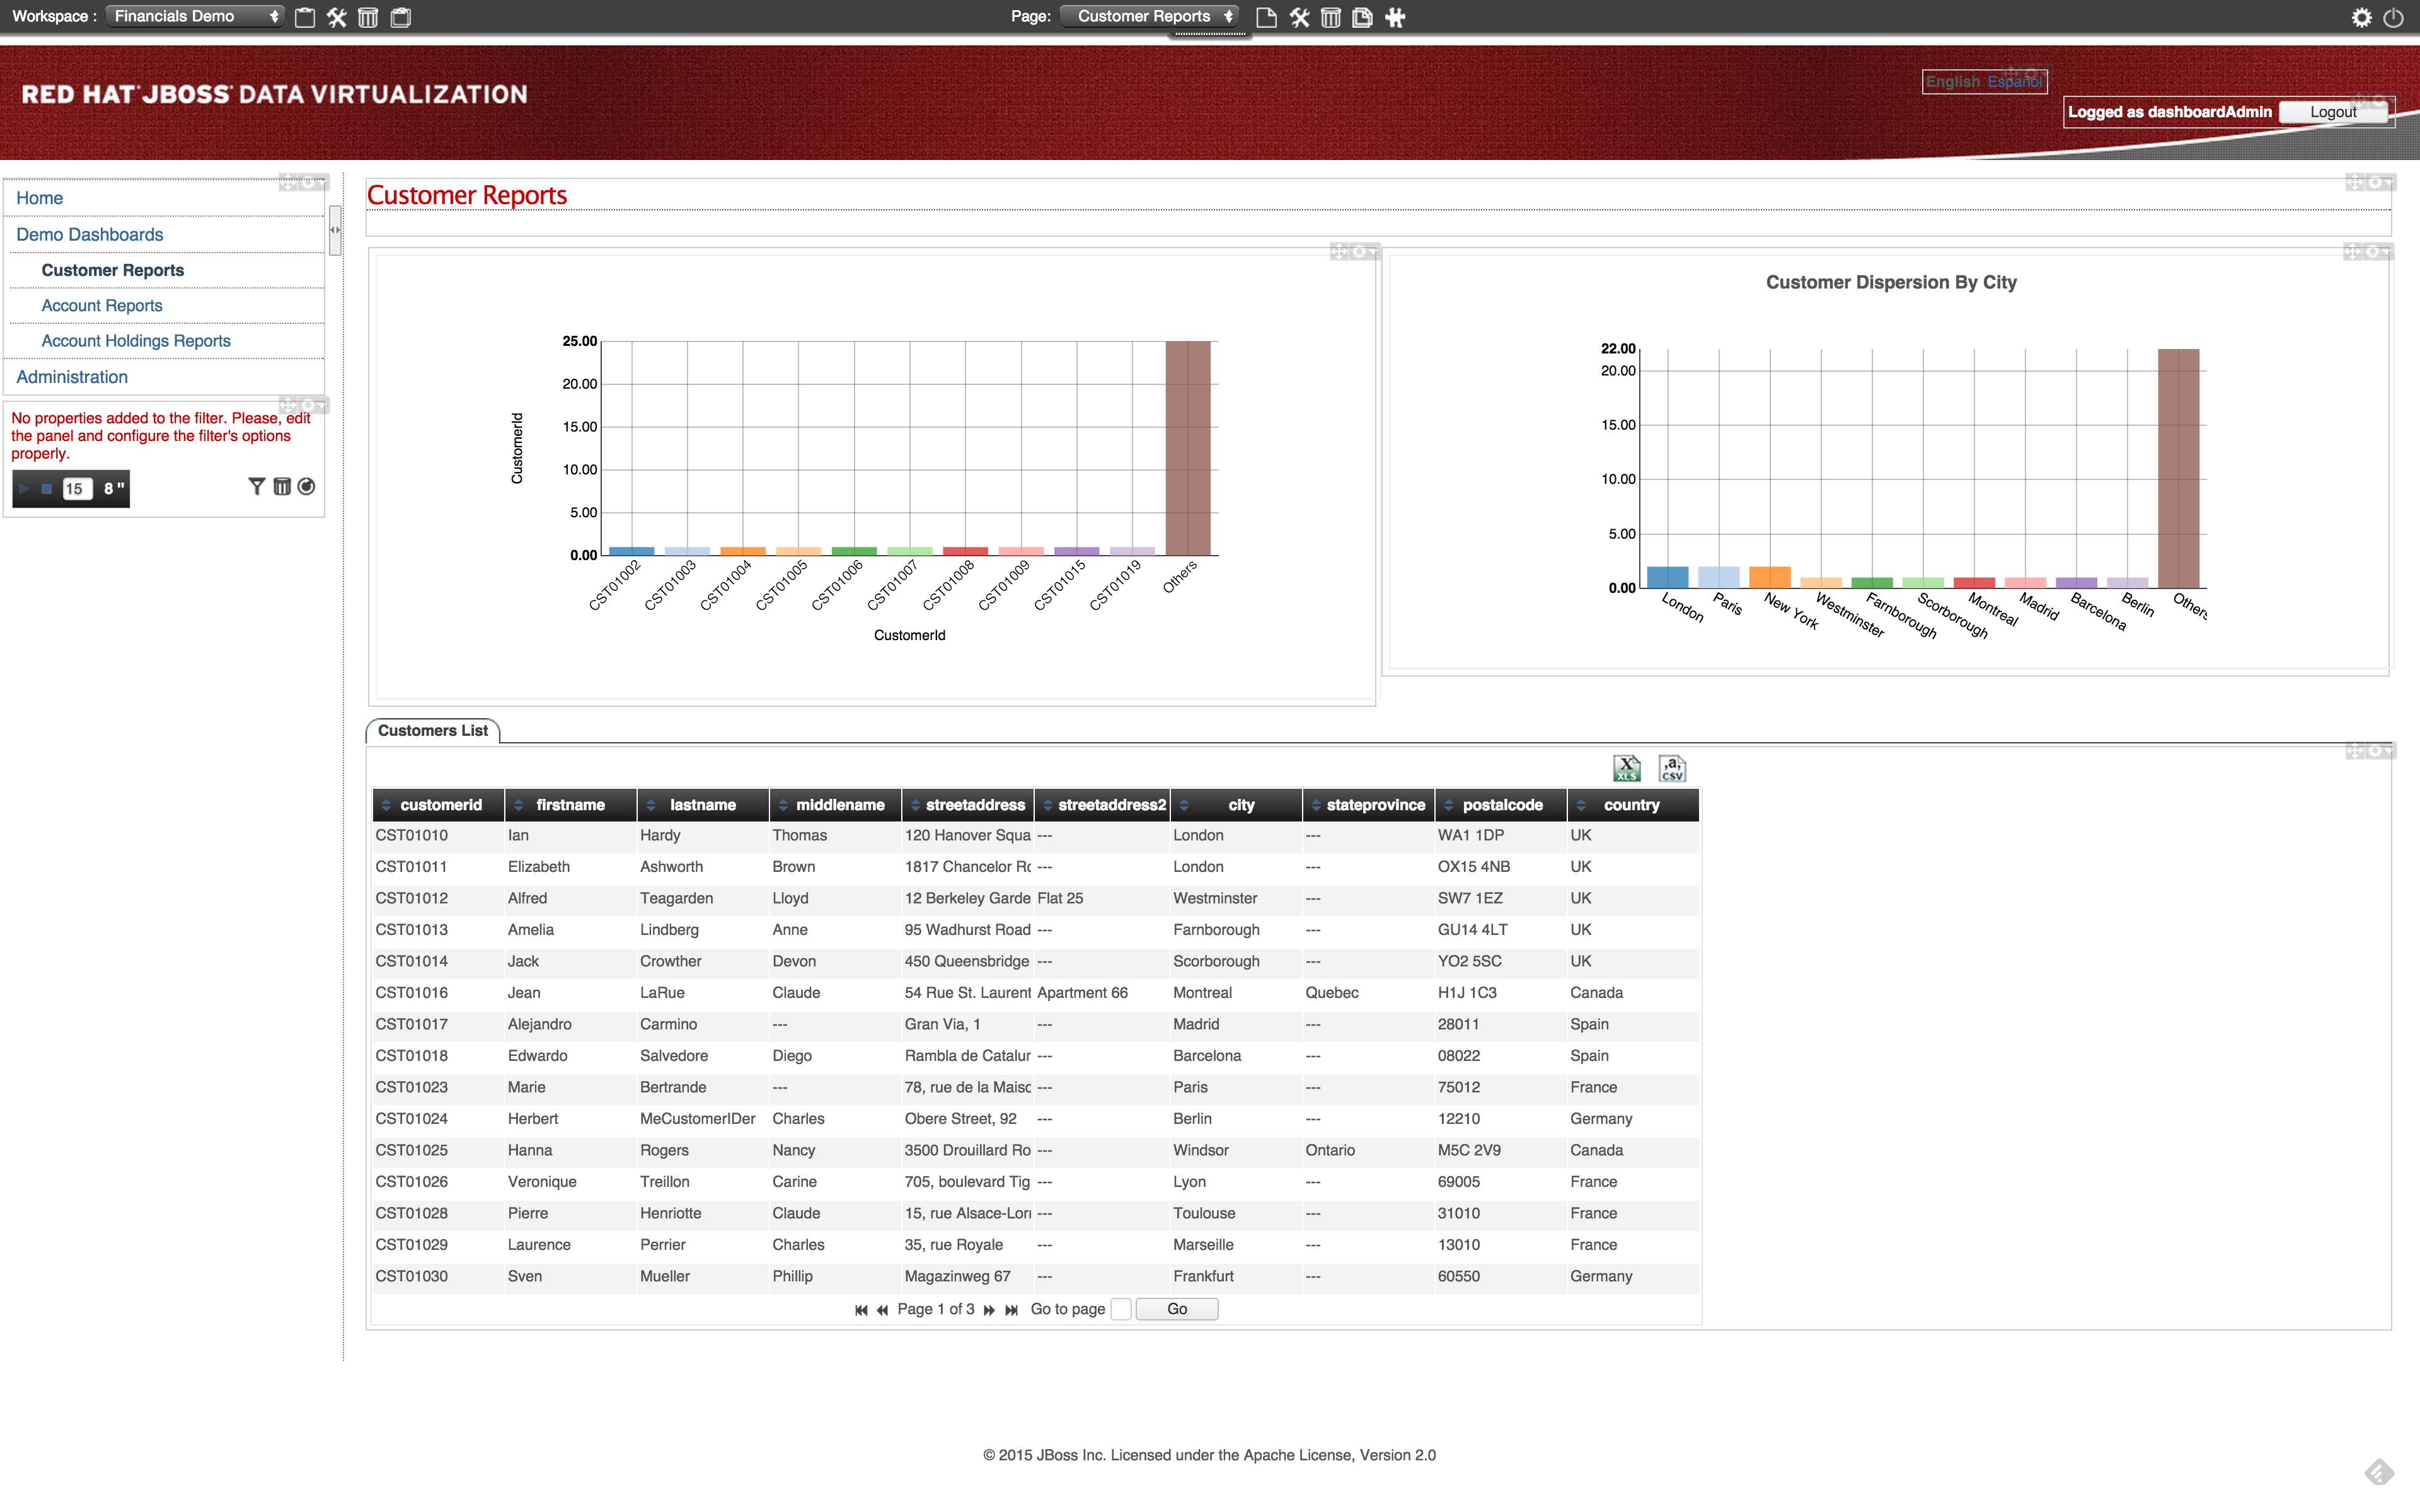 Workspace : Financials Demo Page: Customer Reports
RED HAT JBOSS DATA VIRTUALIZATION
English Español
Logged as dashboardAdmin Logout
Home
Demo Dashboards
Customer Reports
Account Reports
Account Holdings Reports
Administration
No properties added to the filter. Please, edit
the panel and configure the filter's options
properly.
15 8 "
Customer Reports
25.00
20.00
15.00
10.00
5.00
0.00
CustomerId
CST01002 CST01003 CST01004 CST01005 CST01006 CST01007 CST01008 CST01009 CST01015 CST01019 Others
CustomerId
Customer Dispersion By City
22.00
20.00
15.00
10.00
5.00
0.00
London Paris New York Westminster Farnborough Scorborough Montreal Madrid Barcelona Berlin Others
Customers List
XLS ,a, CSV
customerid firstname lastname middlename streetaddress streetaddress2 city stateprovince postalcode country
CST01010 Ian Hardy Thomas 120 Hanover Squa --- London --- WA1 1DP UK
CST01011 Elizabeth Ashworth Brown 1817 Chancelor Rc --- London --- OX15 4NB UK
CST01012 Alfred Teagarden Lloyd 12 Berkeley Garde Flat 25 Westminster --- SW7 1EZ UK
CST01013 Amelia Lindberg Anne 95 Wadhurst Road --- Farnborough --- GU14 4LT UK
CST01014 Jack Crowther Devon 450 Queensbridge --- Scorborough --- YO2 5SC UK
CST01016 Jean LaRue Claude 54 Rue St. Laurent Apartment 66 Montreal Quebec H1J 1C3 Canada
CST01017 Alejandro Carmino --- Gran Via, 1 --- Madrid --- 28011 Spain
CST01018 Edwardo Salvedore Diego Rambla de Catalur --- Barcelona --- 08022 Spain
CST01023 Marie Bertrande --- 78, rue de la Maisc --- Paris --- 75012 France
CST01024 Herbert MeCustomerIDer Charles Obere Street, 92 --- Berlin --- 12210 Germany
CST01025 Hanna Rogers Nancy 3500 Drouillard Ro --- Windsor Ontario M5C 2V9 Canada
CST01026 Veronique Treillon Carine 705, boulevard Tig --- Lyon --- 69005 France
CST01028 Pierre Henriotte Claude 15, rue Alsace-Lori --- Toulouse --- 31010 France
CST01029 Laurence Perrier Charles 35, rue Royale --- Marseille --- 13010 France
CST01030 Sven Mueller Phillip Magazinweg 67 --- Frankfurt --- 60550 Germany
Page 1 of 3 Go to page Go
© 2015 JBoss Inc. Licensed under the Apache License, Version 2.0